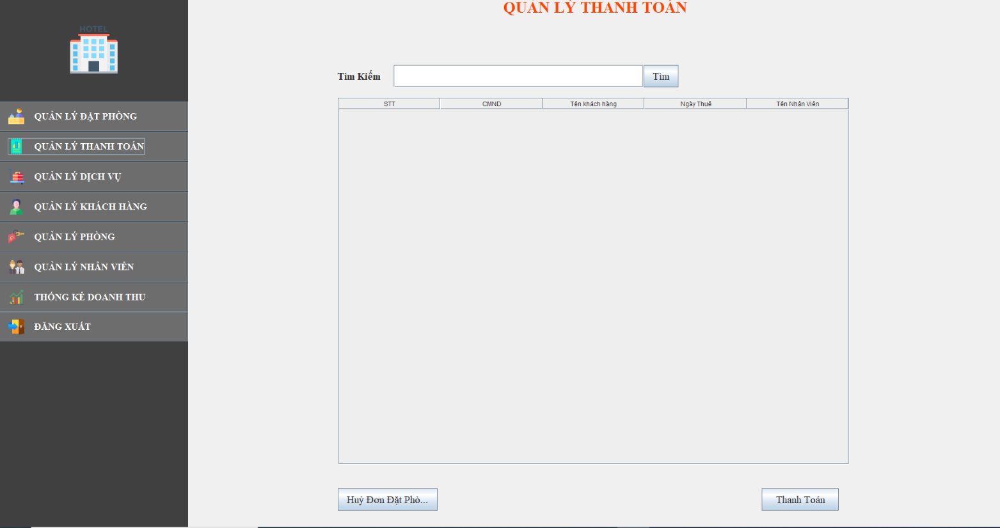 QUẢN LÝ THANH TOÁN
HOTEL
Tìm Kiếm
Tìm
STT CMND Tên khách hàng Ngày Thuê Tên Nhân Viên
QUẢN LÝ ĐẶT PHÒNG
QUẢN LÝ THANH TOÁN
QUẢN LÝ DỊCH VỤ
QUẢN LÝ KHÁCH HÀNG
QUẢN LÝ PHÒNG
QUẢN LÝ NHÂN VIÊN
THỐNG KÊ DOANH THU
ĐĂNG XUẤT
Huỷ Đơn Đặt Phò...
Thanh Toán